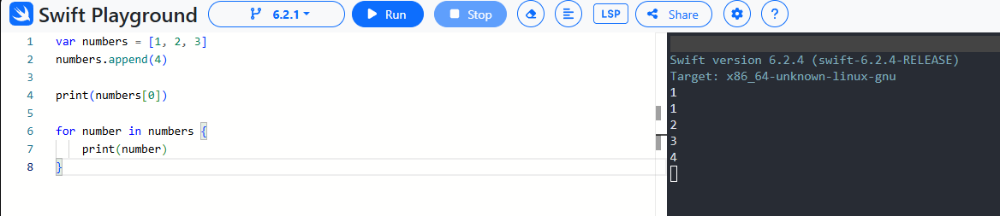 Swift Playground 6.2.1 Run Stop LSP Share ?
1 var numbers = [1, 2, 3]
2 numbers.append(4)
3
4 print(numbers[0])
5
6 for number in numbers {
7     print(number)
8 }
Swift version 6.2.4 (swift-6.2.4-RELEASE)
Target: x86_64-unknown-linux-gnu
1
1
2
3
4